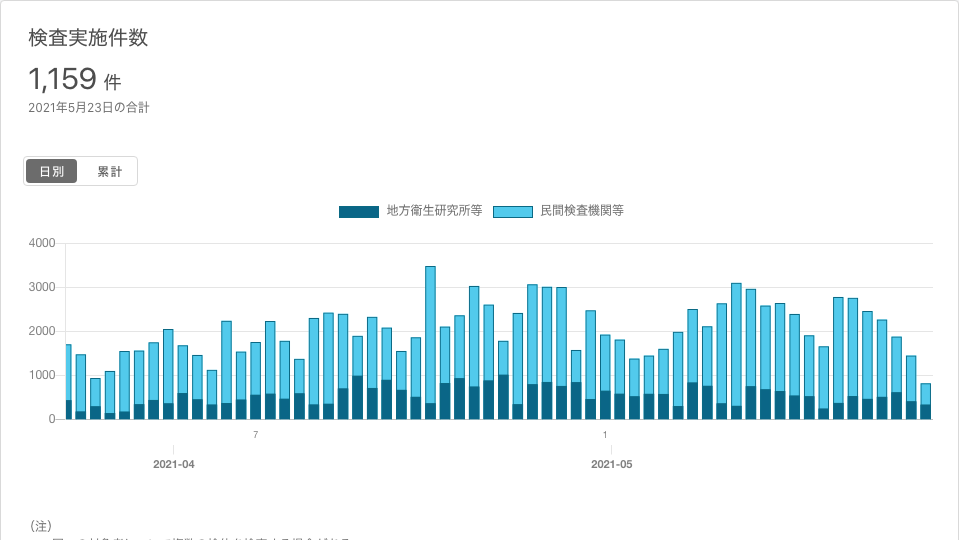 検査実施件数
1,159 件
2021年5月23日の合計
日別 累計
地方衛生研究所等 民間検査機関等
4000
3000
2000
1000
0
7 1
2021-04 2021-05
（注）